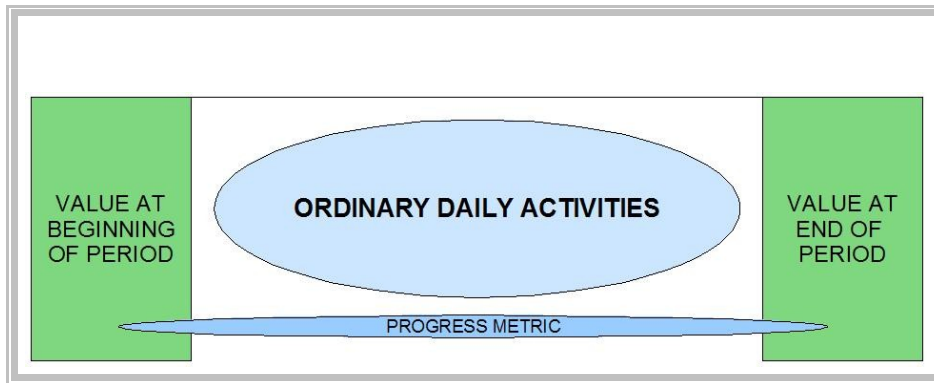 VALUE AT
BEGINNING
OF PERIOD
ORDINARY DAILY ACTIVITIES
VALUE AT
END OF
PERIOD
PROGRESS METRIC